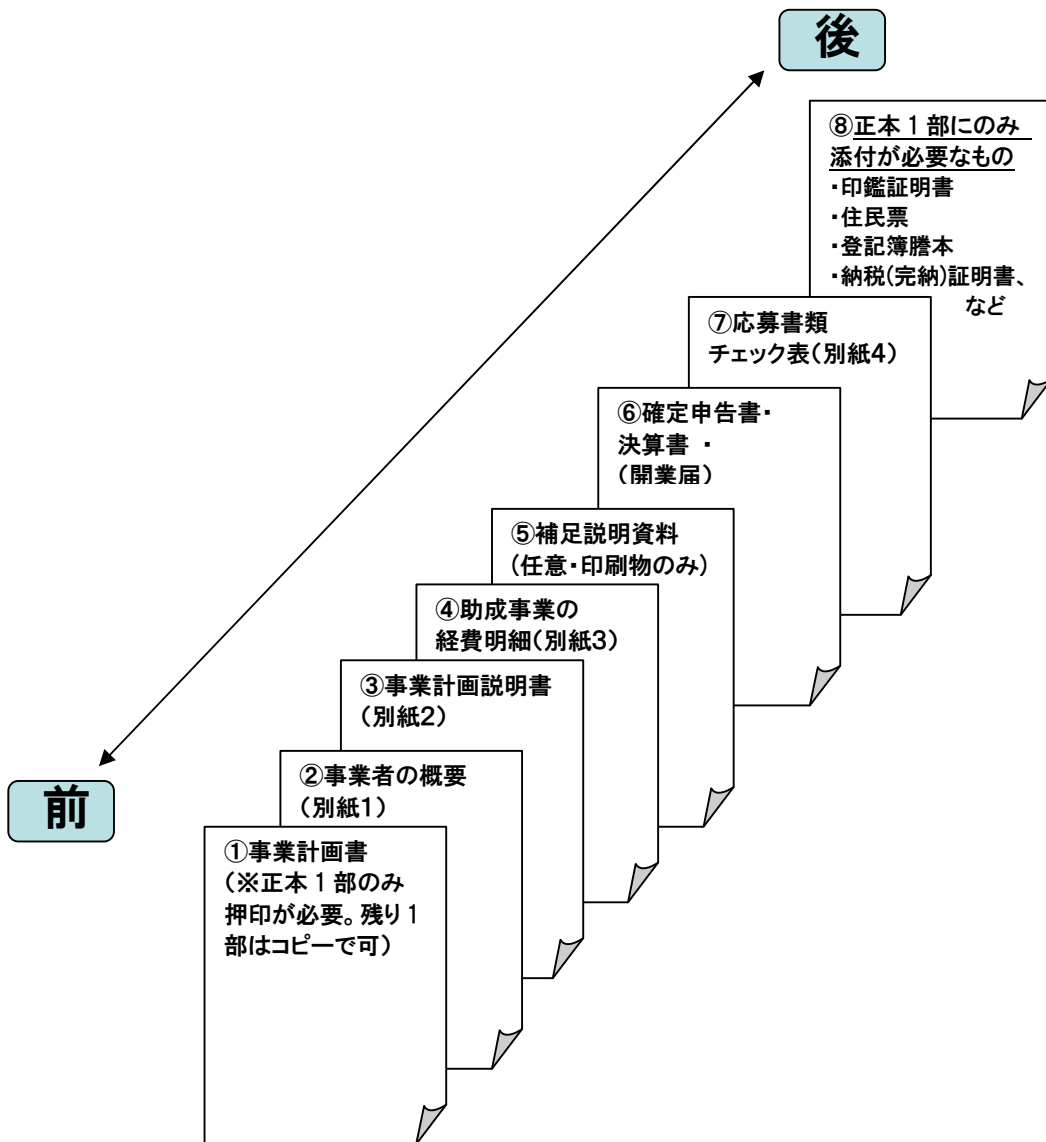 後
⑧正本1部にのみ
添付が必要なもの
・印鑑証明書
・住民票
・登記簿謄本
・納税(完納)証明書、
など
⑦応募書類
チェック表(別紙4)
⑥確定申告書・
決算書 ・
(開業届)
⑤補足説明資料
(任意・印刷物のみ)
④助成事業の
経費明細(別紙3)
③事業計画説明書
(別紙2)
②事業者の概要
(別紙1)
前
①事業計画書
(※正本1部のみ
押印が必要。残り1
部はコピーで可)